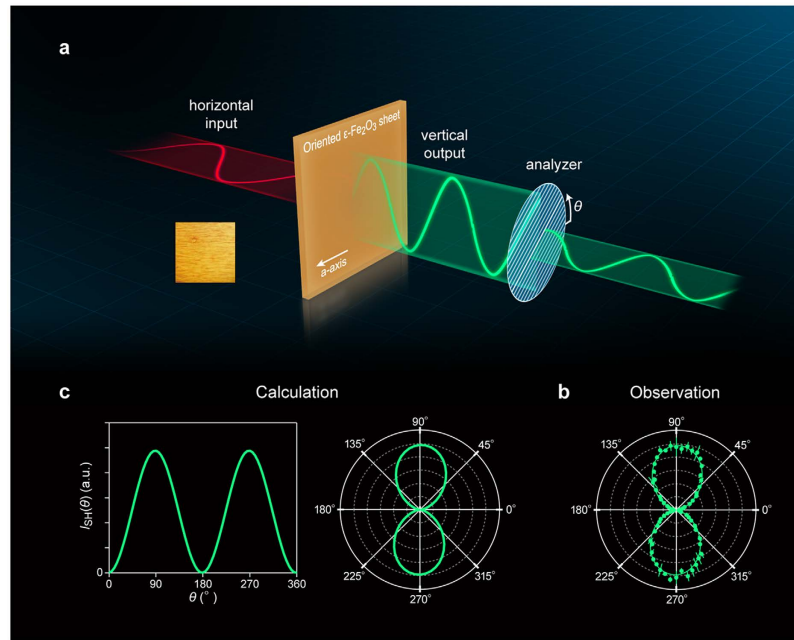 a
horizontal
input
Oriented ε-Fe₂O₃ sheet
vertical
output
analyzer
θ
a-axis
c
Calculation
b
Observation
I_SH(θ) (a.u.)
0
0
90
180
270
360
θ (°)
90°
135°
45°
180°
0°
225°
315°
270°
90°
135°
45°
180°
0°
225°
315°
270°